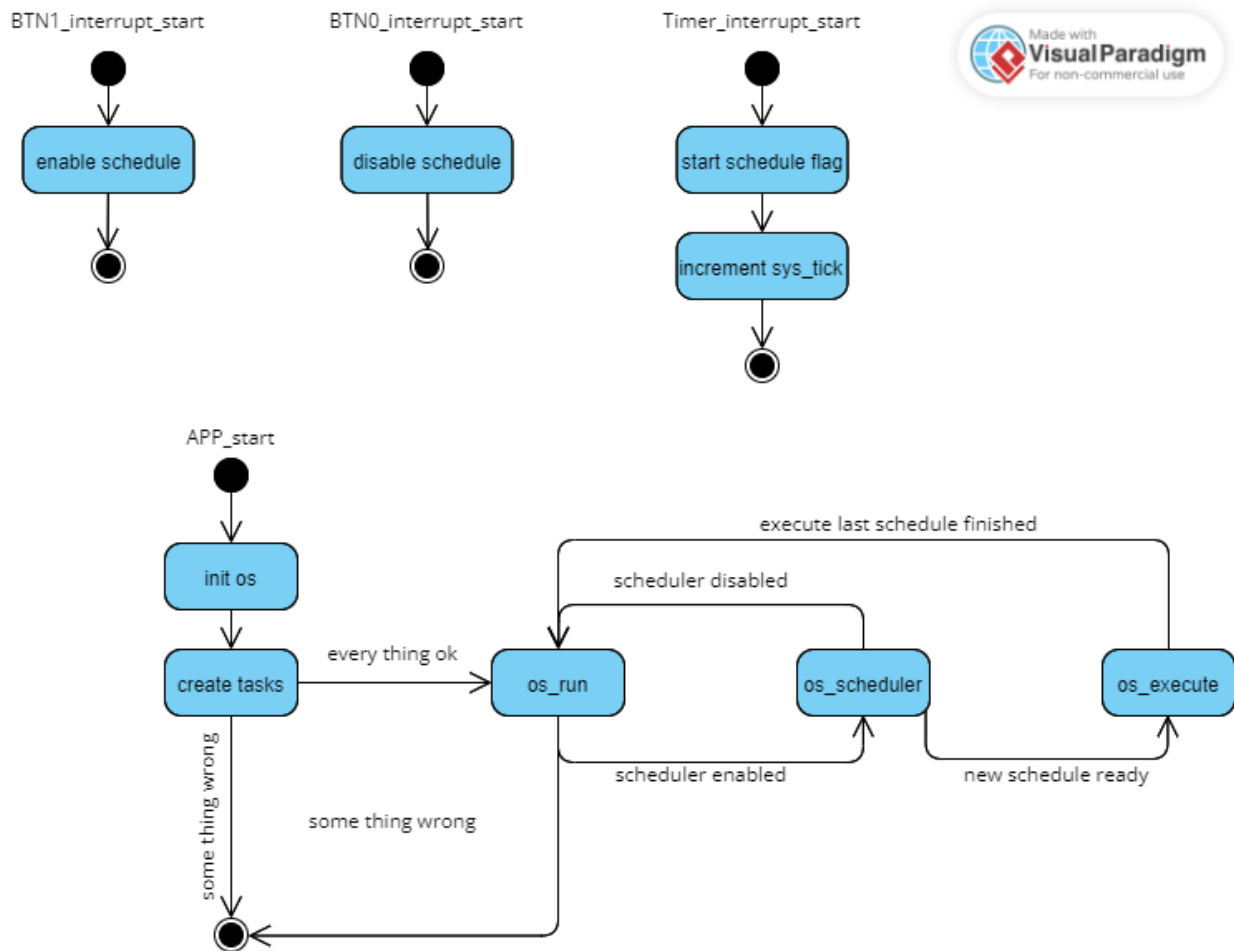 BTN1_interrupt_start
BTN0_interrupt_start
Timer_interrupt_start
Made with
Visual Paradigm
For non-commercial use
enable schedule
disable schedule
start schedule flag
increment sys_tick
APP_start
execute last schedule finished
init os
scheduler disabled
every thing ok
create tasks
os_run
os_scheduler
os_execute
scheduler enabled
new schedule ready
some thing wrong
some thing wrong